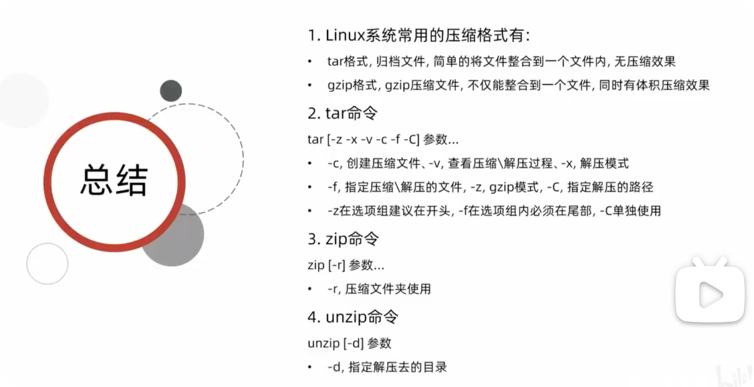 总结
1. Linux系统常用的压缩格式有:
• tar格式, 归档文件, 简单的将文件整合到一个文件内, 无压缩效果
• gzip格式, gzip压缩文件, 不仅能整合到一个文件, 同时有体积压缩效果
2. tar命令
tar [-z -x -v -c -f -C] 参数...
• -c, 创建压缩文件、-v, 查看压缩\解压过程、-x, 解压模式
• -f, 指定压缩\解压的文件, -z, gzip模式, -C, 指定解压的路径
• -z在选项组建议在开头, -f在选项组内必须在尾部, -C单独使用
3. zip命令
zip [-r] 参数...
• -r, 压缩文件夹使用
4. unzip命令
unzip [-d] 参数
• -d, 指定解压去的目录